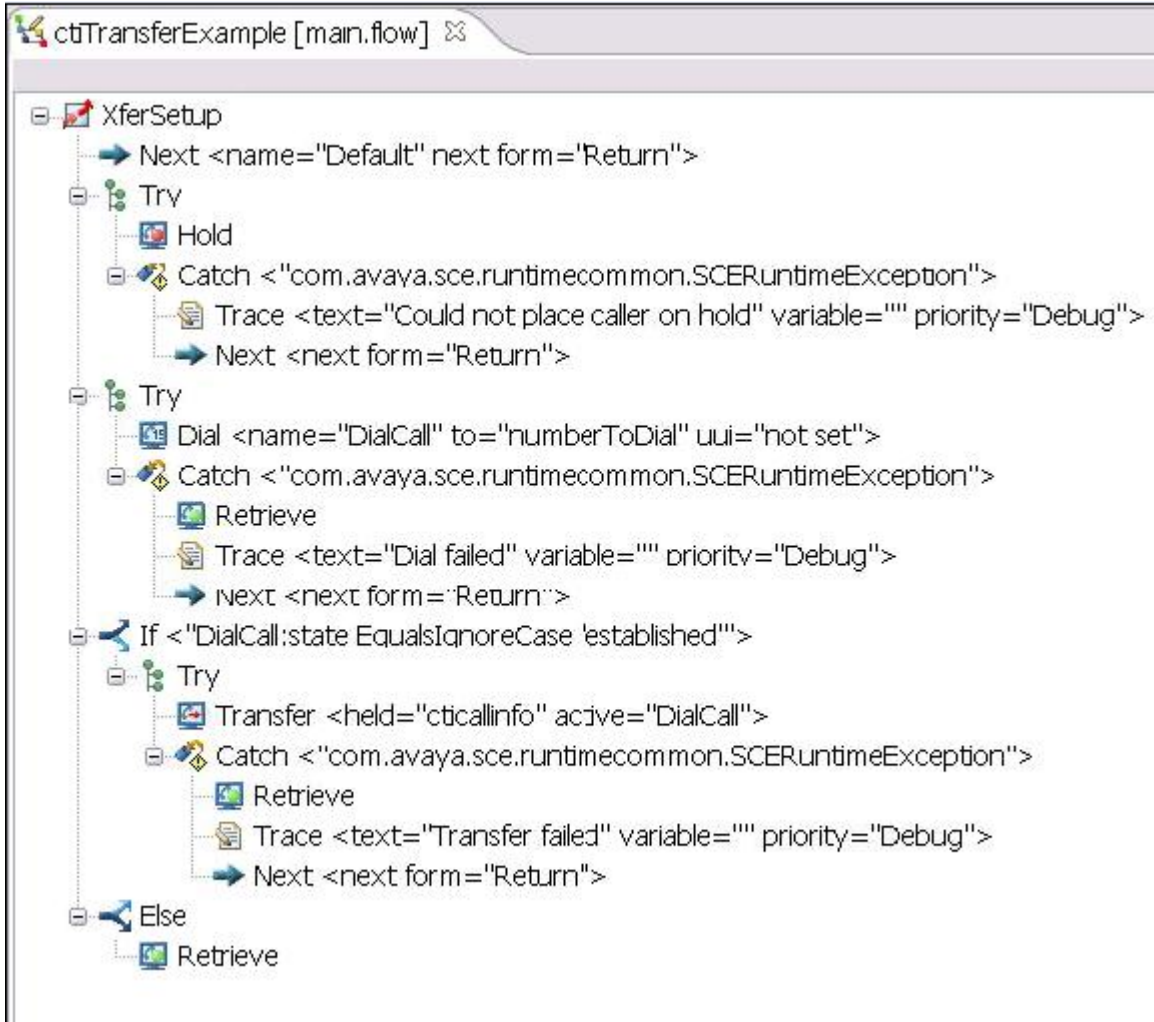 ctiTransferExample [main.flow]
XferSetup
Next <name="Default" next form="Return">
Try
Hold
Catch <"com.avaya.sce.runtimecommon.SCERuntimeException">
Trace <text="Could not place caller on hold" variable="" priority="Debug">
Next <next form="Return">
Try
Dial <name="DialCall" to="numberToDial" uui="not set">
Catch <"com.avaya.sce.runtimecommon.SCERuntimeException">
Retrieve
Trace <text="Dial failed" variable="" priority="Debug">
Next <next form="Return">
If <"DialCall:state EqualsIgnoreCase 'established'">
Try
Transfer <held="cticallinfo" active="DialCall">
Catch <"com.avaya.sce.runtimecommon.SCERuntimeException">
Retrieve
Trace <text="Transfer failed" variable="" priority="Debug">
Next <next form="Return">
Else
Retrieve